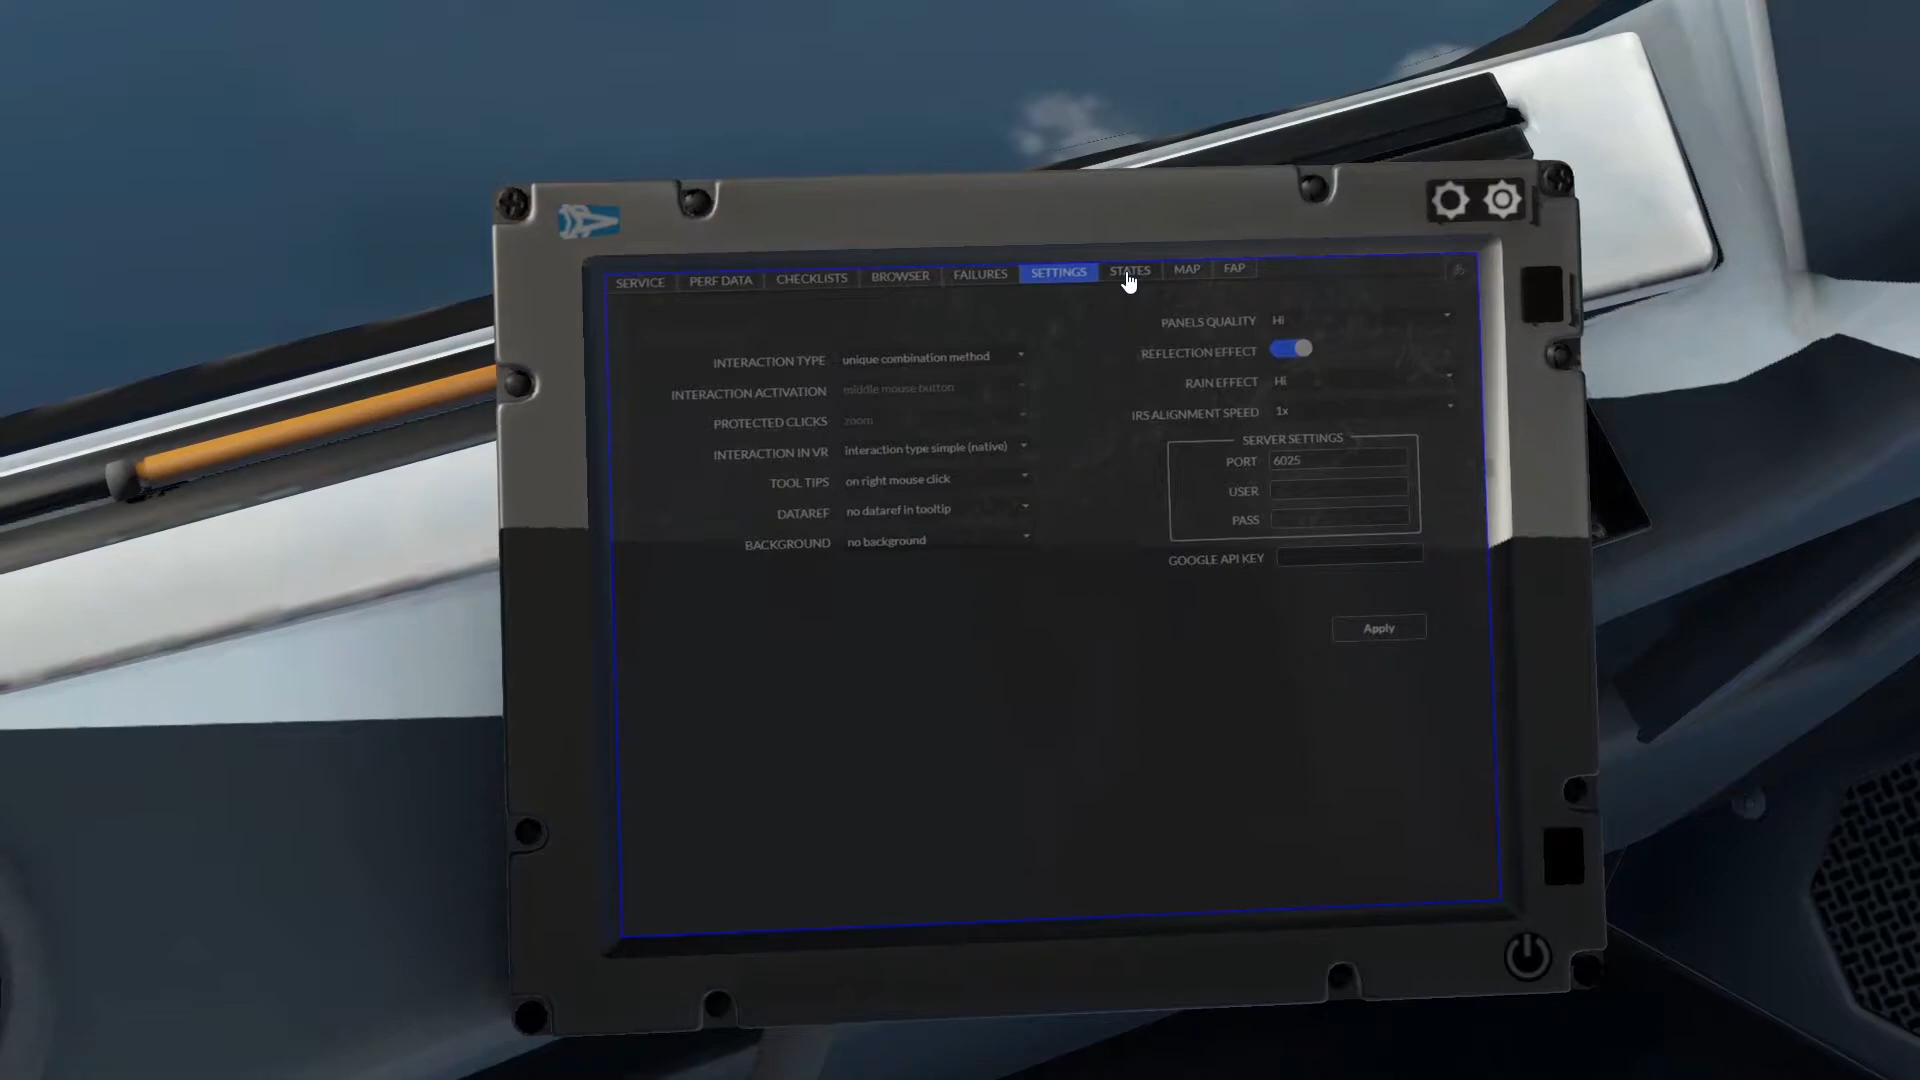 SERVICE PERF DATA CHECKLISTS BROWSER FAILURES SETTINGS STATES MAP FAP
INTERACTION TYPE unique combination method
INTERACTION ACTIVATION middle mouse button
PROTECTED CLICKS zoom
INTERACTION IN VR interaction type simple (native)
TOOL TIPS on right mouse click
DATAREF no dataref in tooltip
BACKGROUND no background
PANELS QUALITY Hi
REFLECTION EFFECT
RAIN EFFECT Hi
IRS ALIGNMENT SPEED 1x
SERVER SETTINGS
PORT 6025
USER
PASS
GOOGLE API KEY
Apply